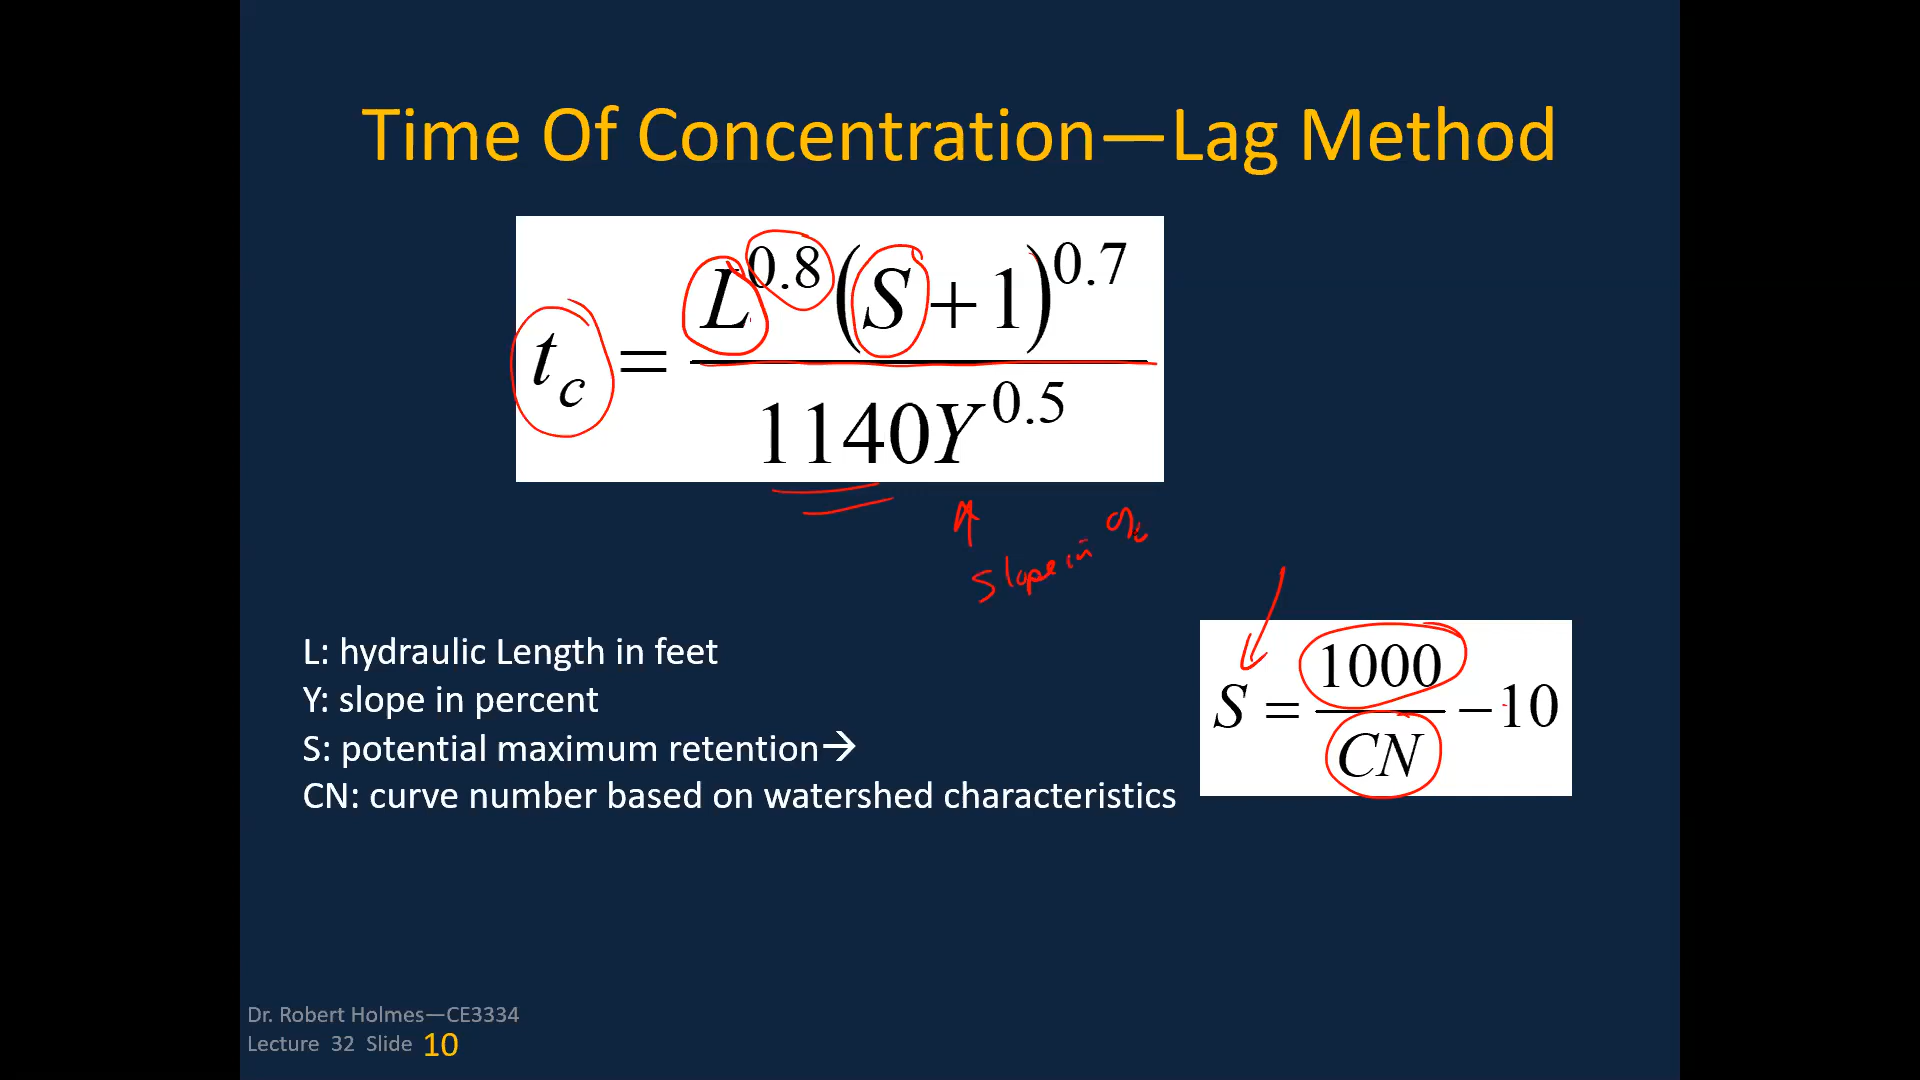 Time Of Concentration—Lag Method
t_c = L^0.8 (S + 1)^0.7 / 1140Y^0.5
Slope in %
L: hydraulic Length in feet
Y: slope in percent
S: potential maximum retention→
CN: curve number based on watershed characteristics
S = 1000 / CN − 10
Dr. Robert Holmes—CE3334
Lecture 32 Slide 10